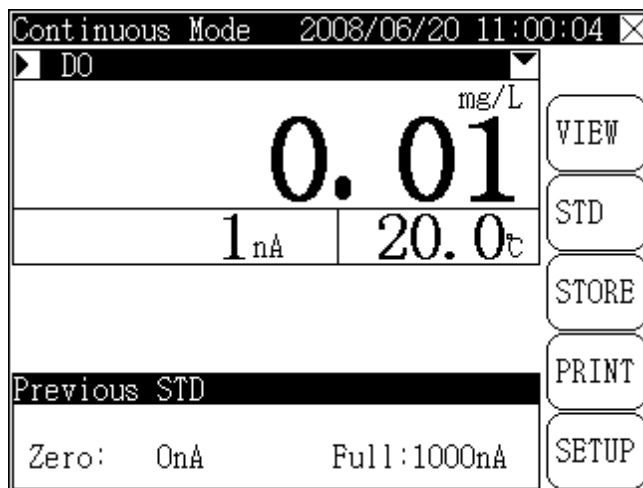 Continuous Mode 2008/06/20 11:00:04
DO
mg/L
0.01
1nA 20.0℃
VIEW
STD
STORE
PRINT
SETUP
Previous STD
Zero: 0nA Full:1000nA